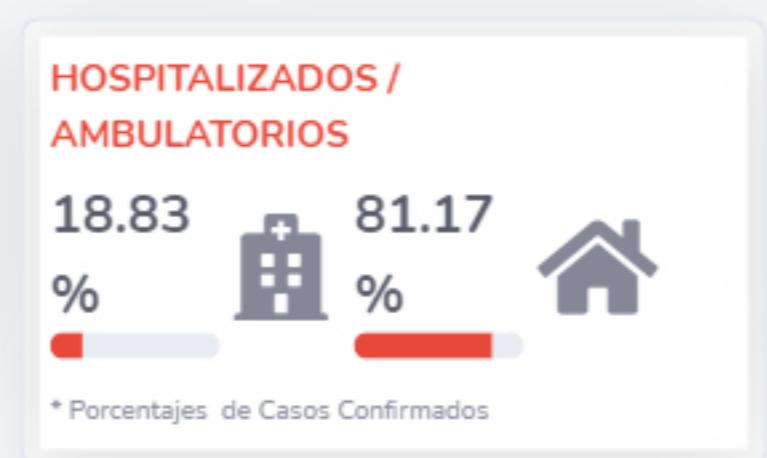 HOSPITALIZADOS /
AMBULATORIOS
18.83
%
81.17
%
* Porcentajes de Casos Confirmados